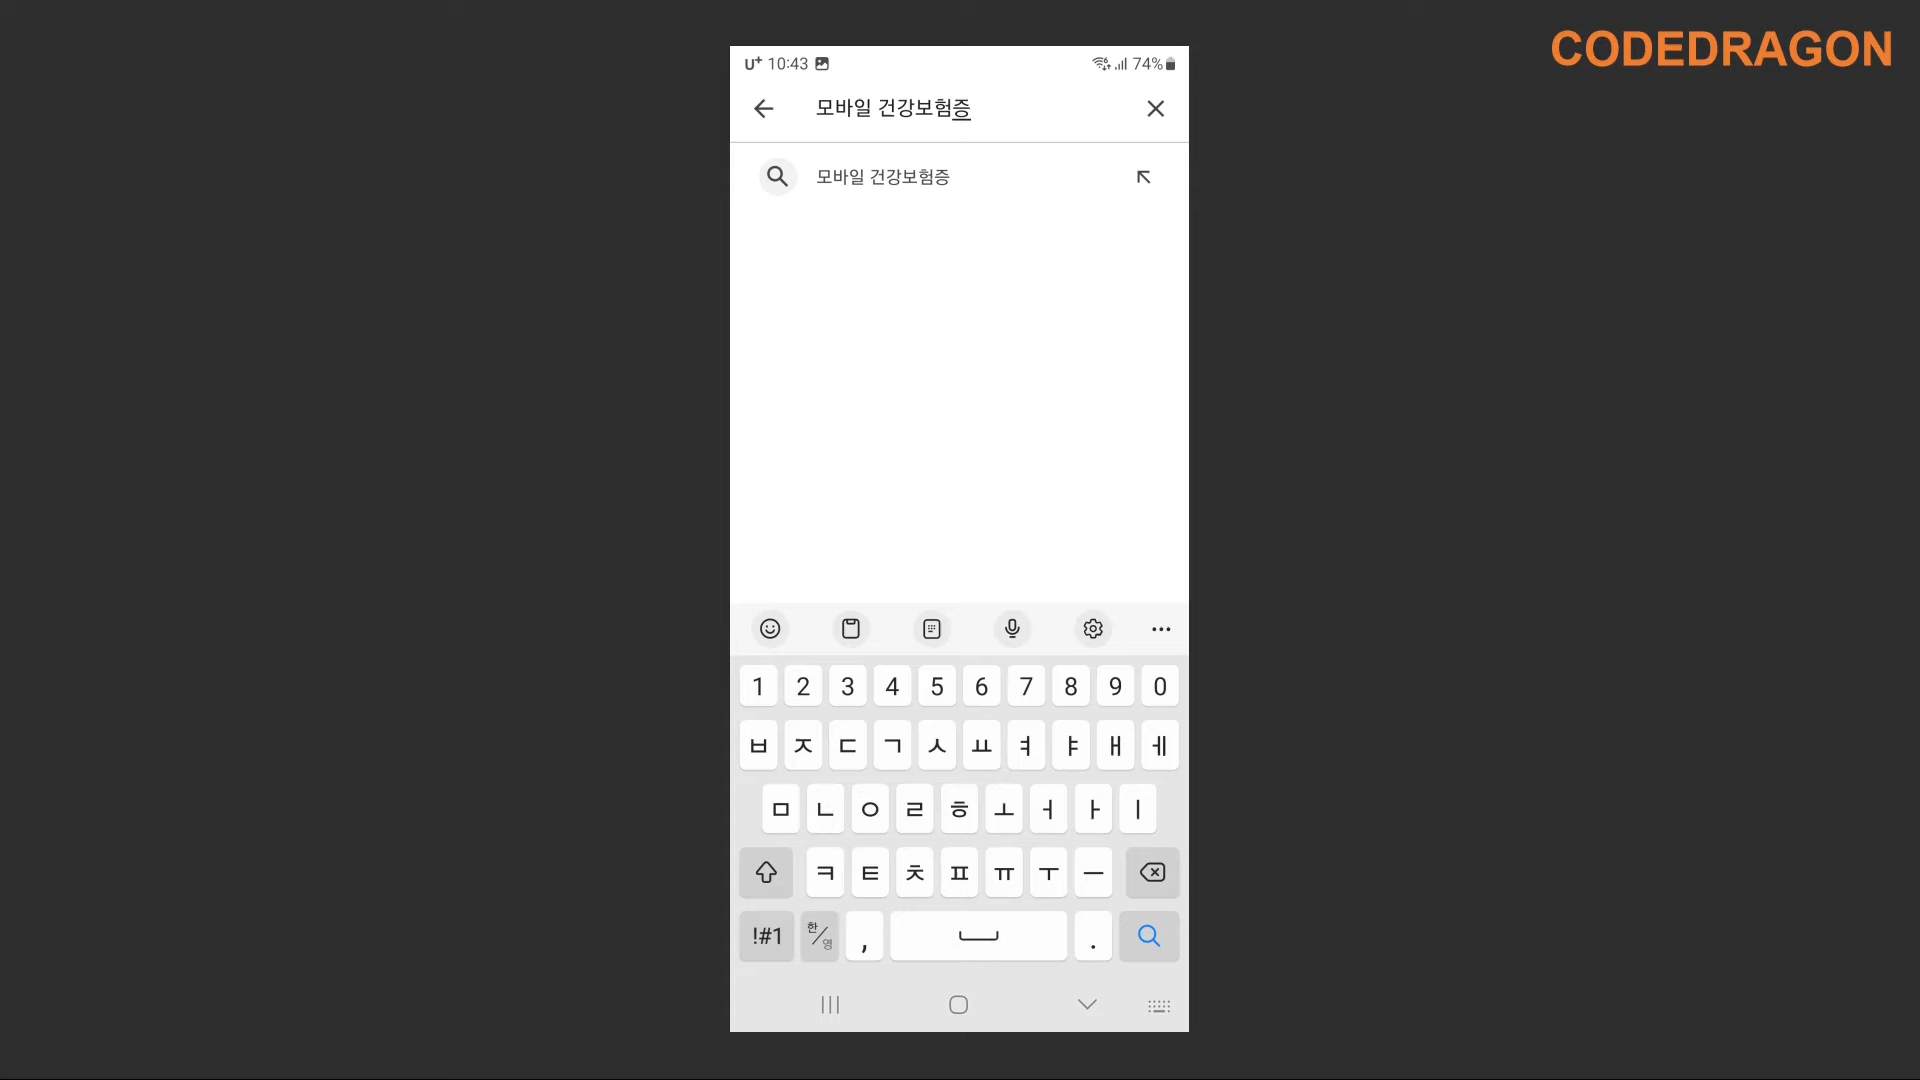 CODEDRAGON
U+ 10:43 74%
모바일 건강보험증
모바일 건강보험증
1 2 3 4 5 6 7 8 9 0
ㅂ ㅈ ㄷ ㄱ ㅅ ㅛ ㅕ ㅑ ㅐ ㅔ
ㅁ ㄴ ㅇ ㄹ ㅎ ㅗ ㅓ ㅏ ㅣ
ㅋ ㅌ ㅊ ㅍ ㅠ ㅜ ㅡ
!#1 한/영 , .